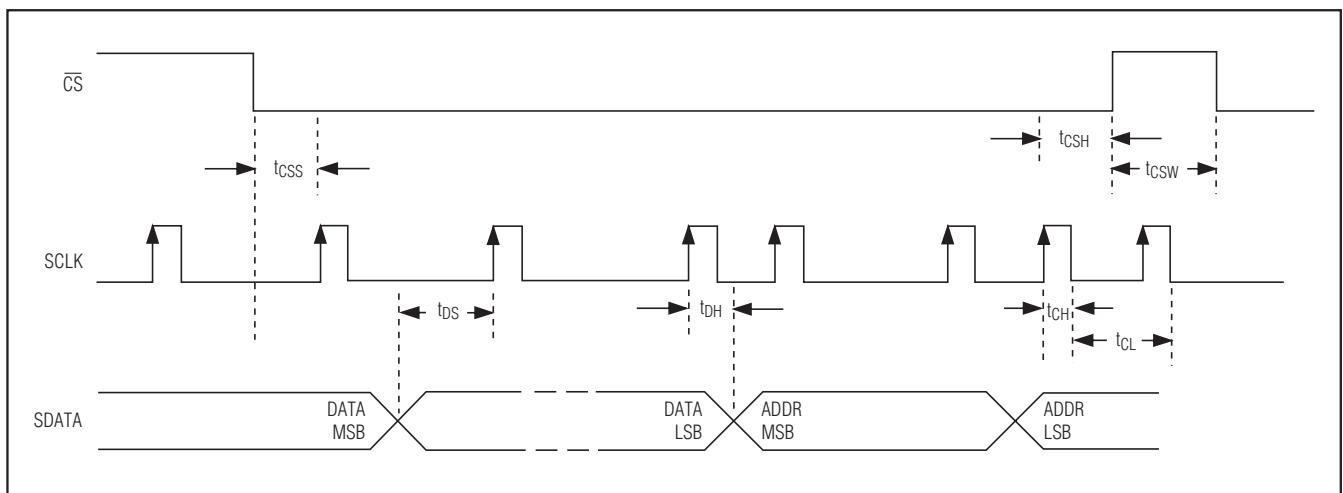 CS
tCSS
tCSH
tCSW
SCLK
tDS
tDH
tCH
tCL
SDATA
DATA
MSB
DATA
LSB
ADDR
MSB
ADDR
LSB